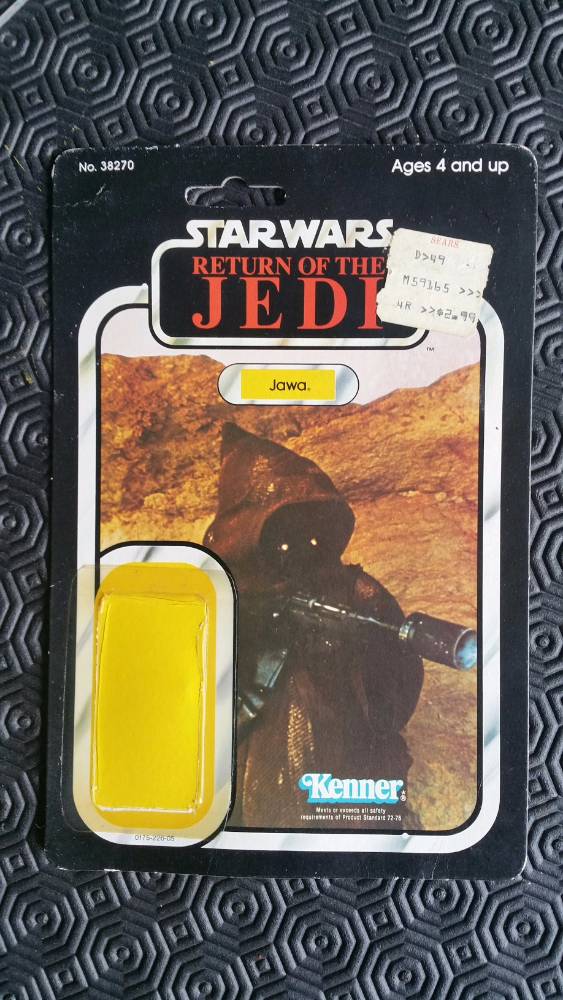 No. 38270
Ages 4 and up
STAR WARS
RETURN OF THE
JEDI
SEARS
D>49
M59165 >>>
4R >>$2.99
TM
Jawa
Kenner
Meets or exceeds all safety
requirements of Product Standard 72-76
0175-226-05